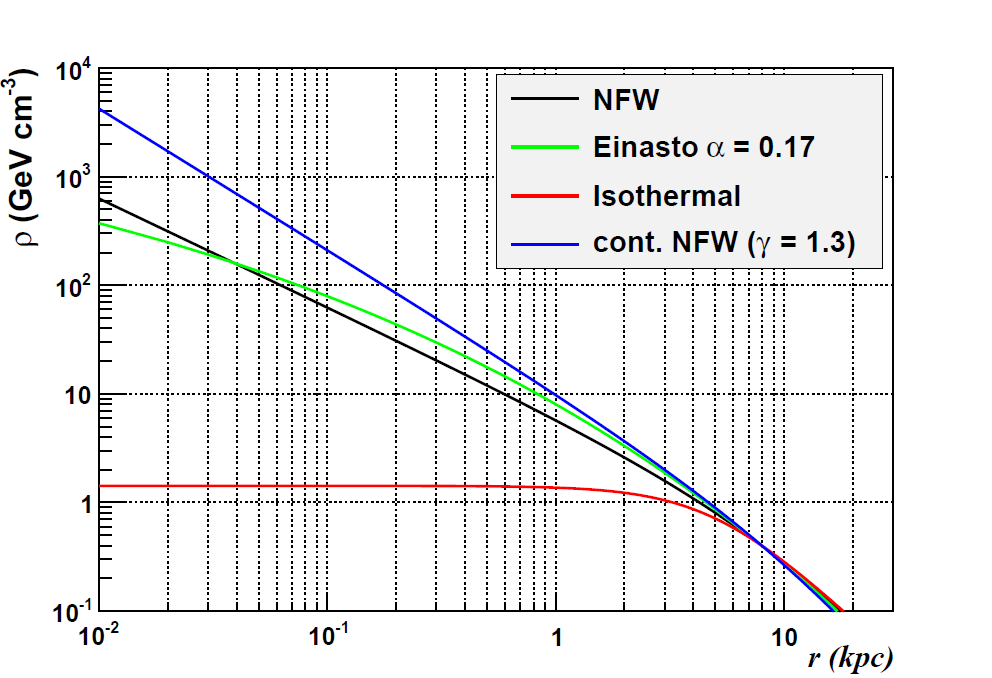 ρ (GeV cm⁻³)
10⁴
10³
10²
10
1
10⁻¹
NFW
Einasto α = 0.17
Isothermal
cont. NFW (γ = 1.3)
10⁻² 10⁻¹ 1 10
r (kpc)